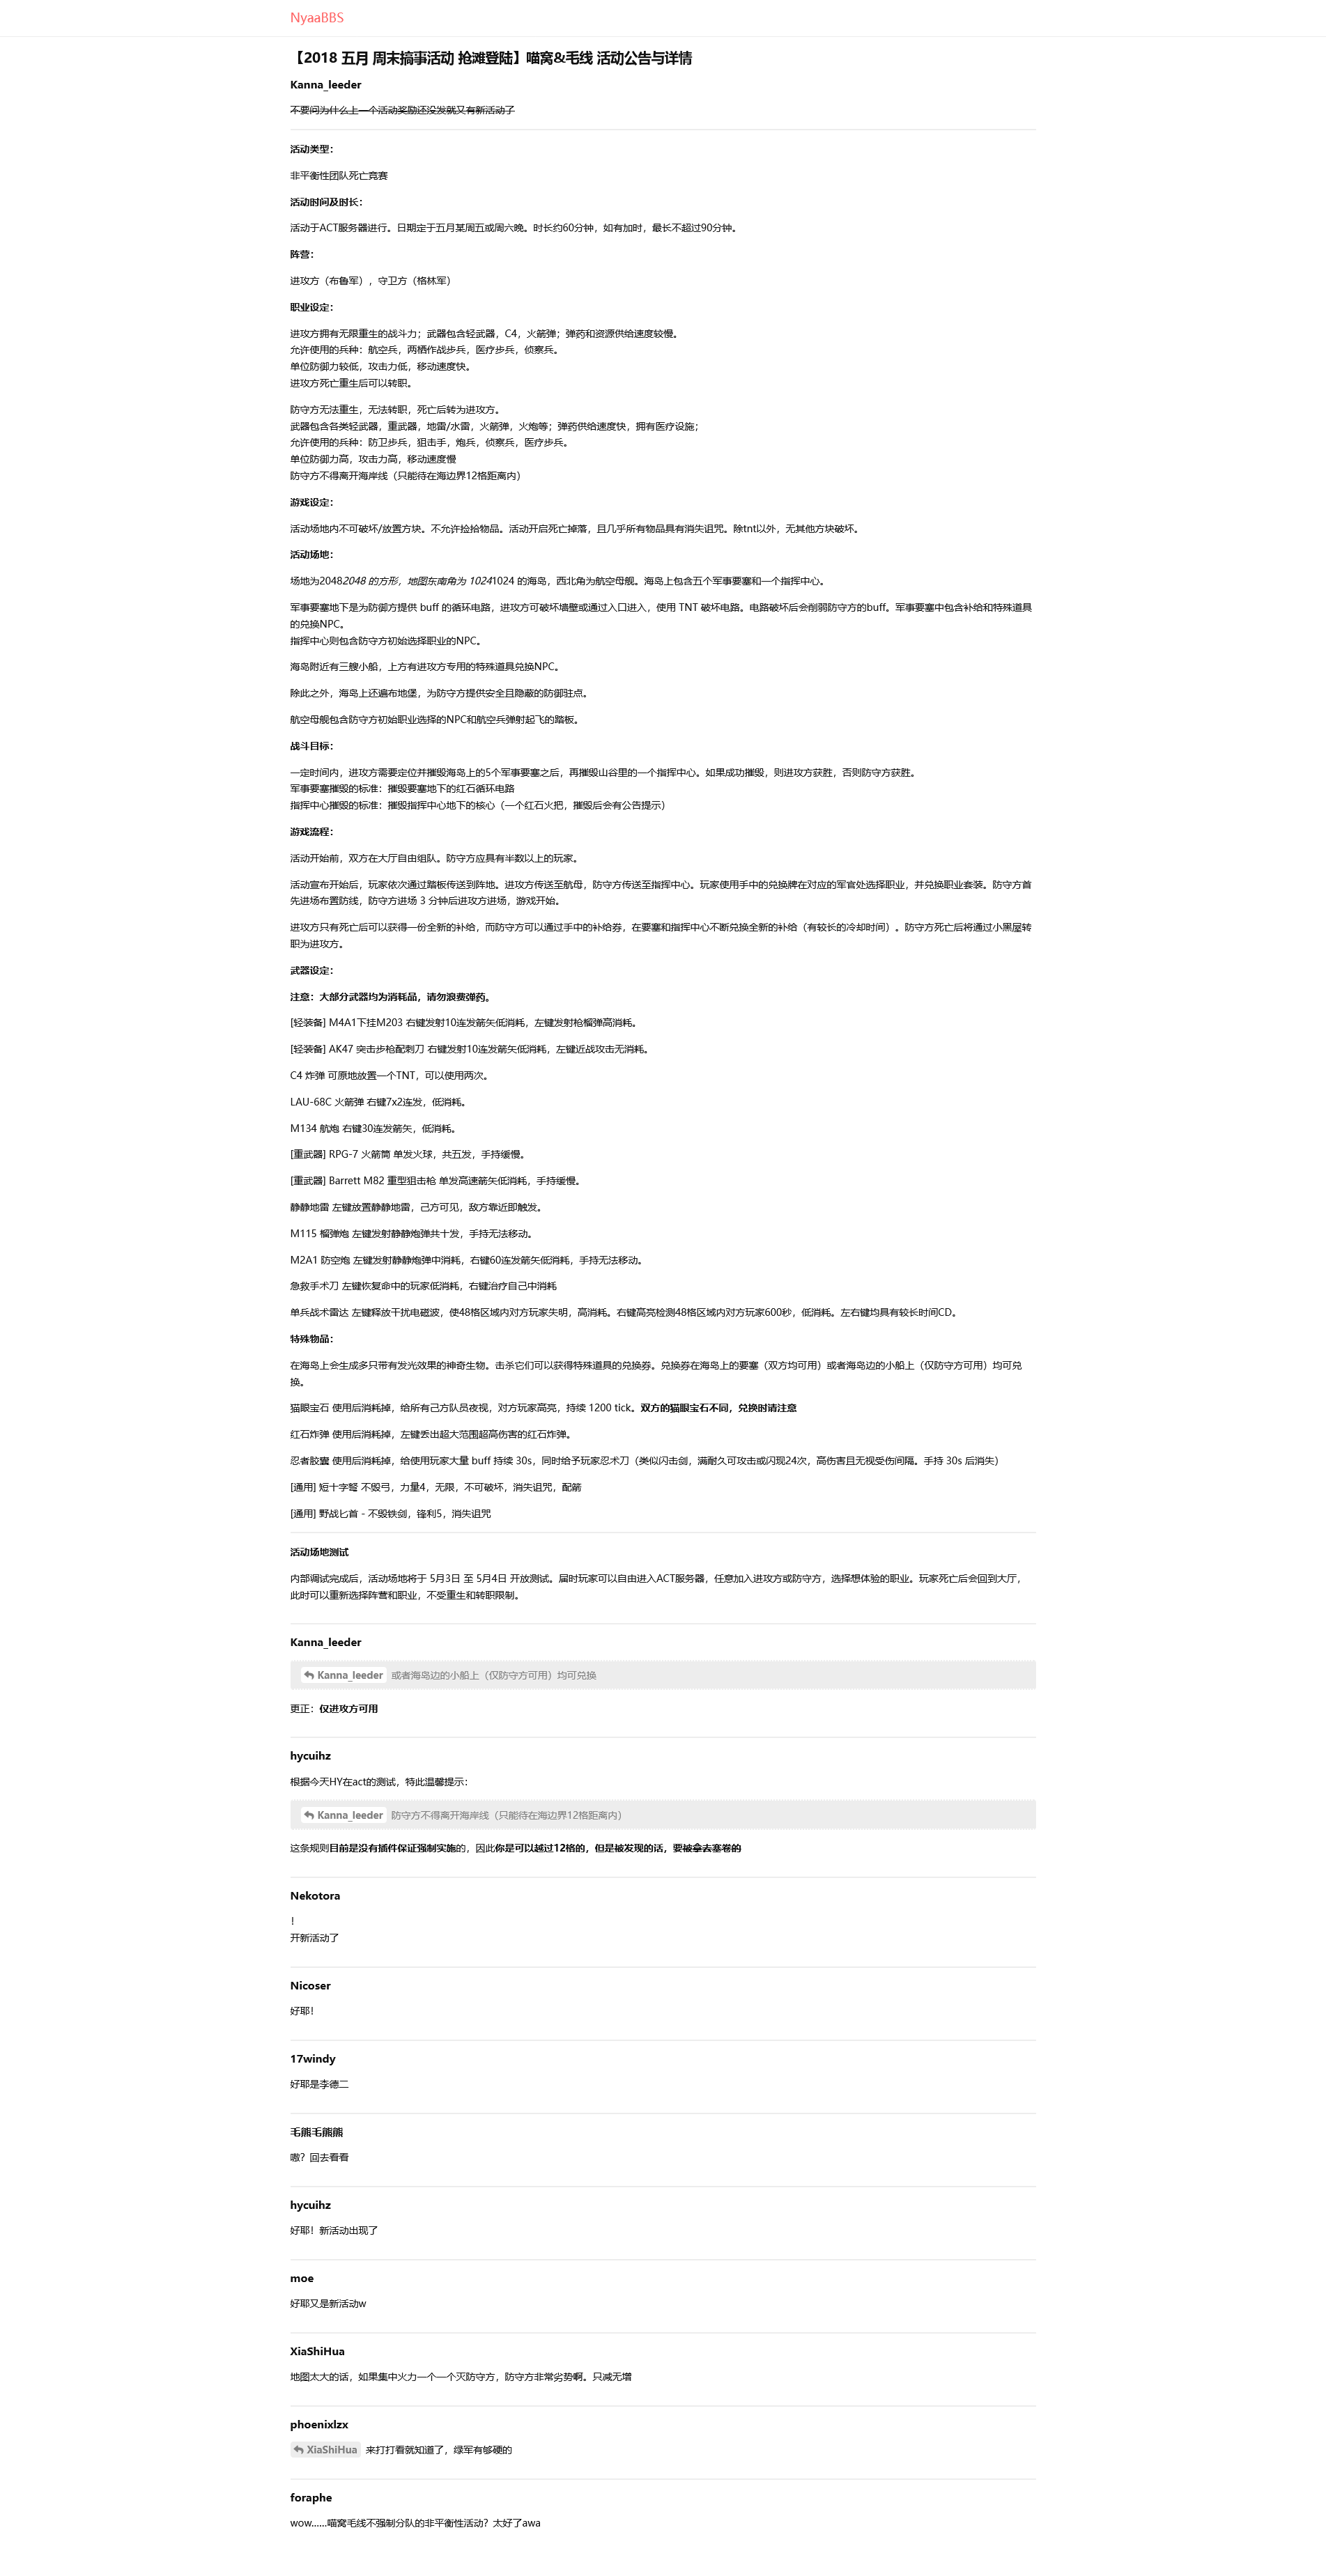 NyaaBBS
【2018 五月 周末搞事活动 抢滩登陆】喵窝&毛线 活动公告与详情
Kanna_leeder
不要问为什么上一个活动奖励还没发就又有新活动了
活动类型：
非平衡性团队死亡竞赛
活动时间及时长：
活动于ACT服务器进行。日期定于五月某周五或周六晚。时长约60分钟，如有加时，最长不超过90分钟。
阵营：
进攻方（布鲁军），守卫方（格林军）
职业设定：
进攻方拥有无限重生的战斗力；武器包含轻武器，C4，火箭弹；弹药和资源供给速度较慢。
允许使用的兵种：航空兵，两栖作战步兵，医疗步兵，侦察兵。
单位防御力较低，攻击力低，移动速度快。
进攻方死亡重生后可以转职。
防守方无法重生，无法转职，死亡后转为进攻方。
武器包含各类轻武器，重武器，地雷/水雷，火箭弹，火炮等；弹药供给速度快，拥有医疗设施；
允许使用的兵种：防卫步兵，狙击手，炮兵，侦察兵，医疗步兵。
单位防御力高，攻击力高，移动速度慢
防守方不得离开海岸线（只能待在海边界12格距离内）
游戏设定：
活动场地内不可破坏/放置方块。不允许捡拾物品。活动开启死亡掉落，且几乎所有物品具有消失诅咒。除tnt以外，无其他方块破坏。
活动场地：
场地为20482048 的方形，地图东南角为 10241024 的海岛，西北角为航空母舰。海岛上包含五个军事要塞和一个指挥中心。
军事要塞地下是为防御方提供 buff 的循环电路，进攻方可破坏墙壁或通过入口进入，使用 TNT 破坏电路。电路破坏后会削弱防守方的buff。军事要塞中包含补给和特殊道具
的兑换NPC。
指挥中心则包含防守方初始选择职业的NPC。
海岛附近有三艘小船，上方有进攻方专用的特殊道具兑换NPC。
除此之外，海岛上还遍布地堡，为防守方提供安全且隐蔽的防御驻点。
航空母舰包含防守方初始职业选择的NPC和航空兵弹射起飞的踏板。
战斗目标：
一定时间内，进攻方需要定位并摧毁海岛上的5个军事要塞之后，再摧毁山谷里的一个指挥中心。如果成功摧毁，则进攻方获胜，否则防守方获胜。
军事要塞摧毁的标准：摧毁要塞地下的红石循环电路
指挥中心摧毁的标准：摧毁指挥中心地下的核心（一个红石火把，摧毁后会有公告提示）
游戏流程：
活动开始前，双方在大厅自由组队。防守方应具有半数以上的玩家。
活动宣布开始后，玩家依次通过踏板传送到阵地。进攻方传送至航母，防守方传送至指挥中心。玩家使用手中的兑换牌在对应的军官处选择职业，并兑换职业套装。防守方首
先进场布置防线，防守方进场 3 分钟后进攻方进场，游戏开始。
进攻方只有死亡后可以获得一份全新的补给，而防守方可以通过手中的补给券，在要塞和指挥中心不断兑换全新的补给（有较长的冷却时间）。防守方死亡后将通过小黑屋转
职为进攻方。
武器设定：
注意：大部分武器均为消耗品，请勿浪费弹药。
[轻装备] M4A1下挂M203 右键发射10连发箭矢低消耗，左键发射枪榴弹高消耗。
[轻装备] AK47 突击步枪配刺刀 右键发射10连发箭矢低消耗，左键近战攻击无消耗。
C4 炸弹 可原地放置一个TNT，可以使用两次。
LAU-68C 火箭弹 右键7x2连发，低消耗。
M134 航炮 右键30连发箭矢，低消耗。
[重武器] RPG-7 火箭筒 单发火球，共五发，手持缓慢。
[重武器] Barrett M82 重型狙击枪 单发高速箭矢低消耗，手持缓慢。
静静地雷 左键放置静静地雷，己方可见，敌方靠近即触发。
M115 榴弹炮 左键发射静静炮弹共十发，手持无法移动。
M2A1 防空炮 左键发射静静炮弹中消耗，右键60连发箭矢低消耗，手持无法移动。
急救手术刀 左键恢复命中的玩家低消耗，右键治疗自己中消耗
单兵战术雷达 左键释放干扰电磁波，使48格区域内对方玩家失明，高消耗。右键高亮检测48格区域内对方玩家600秒，低消耗。左右键均具有较长时间CD。
特殊物品：
在海岛上会生成多只带有发光效果的神奇生物。击杀它们可以获得特殊道具的兑换券。兑换券在海岛上的要塞（双方均可用）或者海岛边的小船上（仅防守方可用）均可兑
换。
猫眼宝石 使用后消耗掉，给所有己方队员夜视，对方玩家高亮，持续 1200 tick。双方的猫眼宝石不同，兑换时请注意
红石炸弹 使用后消耗掉，左键丢出超大范围超高伤害的红石炸弹。
忍者胶囊 使用后消耗掉，给使用玩家大量 buff 持续 30s，同时给予玩家忍术刀（类似闪击剑，满耐久可攻击或闪现24次，高伤害且无视受伤间隔。手持 30s 后消失）
[通用] 短十字弩 不毁弓，力量4，无限，不可破坏，消失诅咒，配箭
[通用] 野战匕首 - 不毁铁剑，锋利5，消失诅咒
活动场地测试
内部调试完成后，活动场地将于 5月3日 至 5月4日 开放测试。届时玩家可以自由进入ACT服务器，任意加入进攻方或防守方，选择想体验的职业。玩家死亡后会回到大厅，
此时可以重新选择阵营和职业，不受重生和转职限制。
Kanna_leeder
Kanna_leeder 或者海岛边的小船上（仅防守方可用）均可兑换
更正：仅进攻方可用
hycuihz
根据今天HY在act的测试，特此温馨提示：
Kanna_leeder 防守方不得离开海岸线（只能待在海边界12格距离内）
这条规则目前是没有插件保证强制实施的，因此你是可以越过12格的，但是被发现的话，要被拿去塞卷的
Nekotora
！
开新活动了
Nicoser
好耶！
17windy
好耶是李德二
毛熊毛熊熊
嗷？回去看看
hycuihz
好耶！新活动出现了
moe
好耶又是新活动w
XiaShiHua
地图太大的话，如果集中火力一个一个灭防守方，防守方非常劣势啊。只减无增
phoenixlzx
XiaShiHua 来打打看就知道了，绿军有够硬的
foraphe
wow......喵窝毛线不强制分队的非平衡性活动？太好了awa